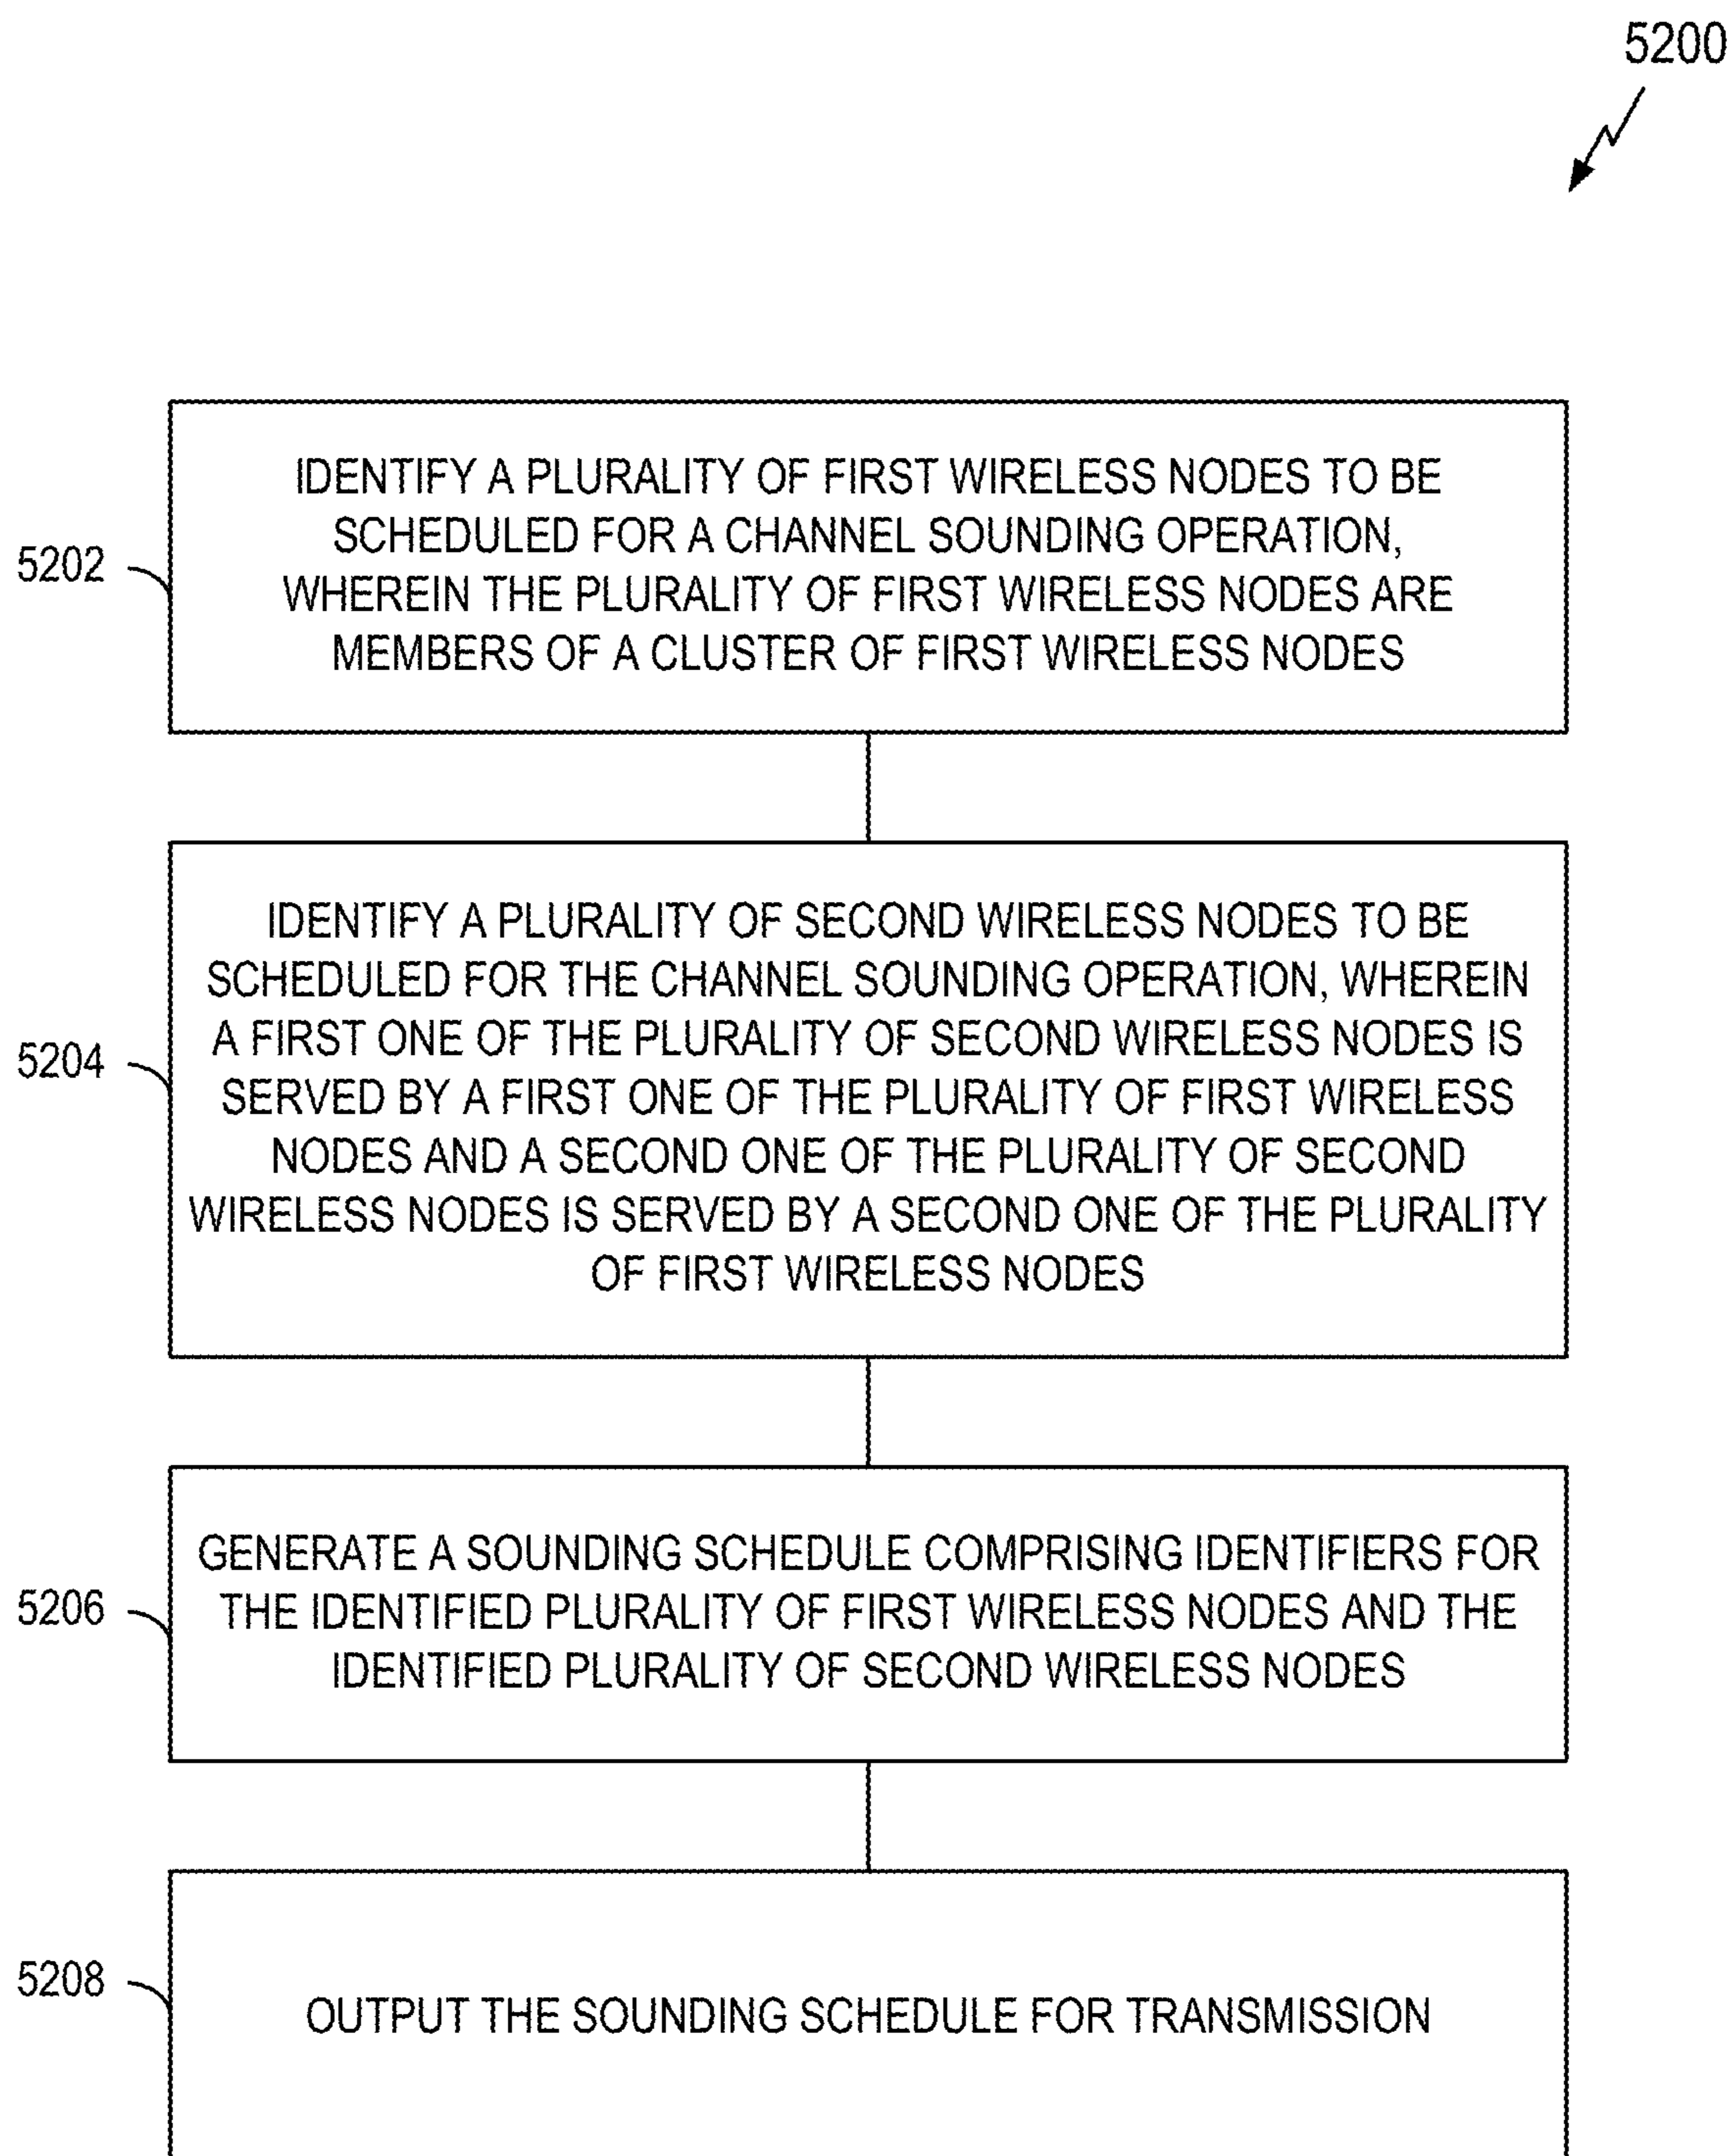 5200
IDENTIFY A PLURALITY OF FIRST WIRELESS NODES TO BE
SCHEDULED FOR A CHANNEL SOUNDING OPERATION,
WHEREIN THE PLURALITY OF FIRST WIRELESS NODES ARE
MEMBERS OF A CLUSTER OF FIRST WIRELESS NODES
5202
IDENTIFY A PLURALITY OF SECOND WIRELESS NODES TO BE
SCHEDULED FOR THE CHANNEL SOUNDING OPERATION, WHEREIN
A FIRST ONE OF THE PLURALITY OF SECOND WIRELESS NODES IS
SERVED BY A FIRST ONE OF THE PLURALITY OF FIRST WIRELESS
NODES AND A SECOND ONE OF THE PLURALITY OF SECOND
WIRELESS NODES IS SERVED BY A SECOND ONE OF THE PLURALITY
OF FIRST WIRELESS NODES
5204
GENERATE A SOUNDING SCHEDULE COMPRISING IDENTIFIERS FOR
THE IDENTIFIED PLURALITY OF FIRST WIRELESS NODES AND THE
IDENTIFIED PLURALITY OF SECOND WIRELESS NODES
5206
OUTPUT THE SOUNDING SCHEDULE FOR TRANSMISSION
5208